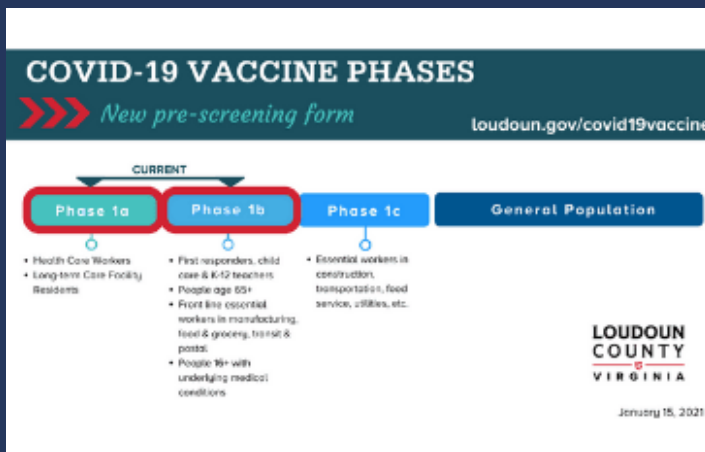 COVID-19 VACCINE PHASES
New pre-screening form
loudoun.gov/covid19vaccine
CURRENT
Phase 1a
Phase 1b
Phase 1c
General Population
• Health Care Workers
• Long-term Care Facility
Residents
• First responders, child
care & K-12 teachers
• People age 65+
• Front line essential
workers in manufacturing,
food & grocery, transit &
postal
• People 16+ with
underlying medical
conditions
• Essential workers in
construction,
transportation, food
service, utilities, etc.
LOUDOUN
COUNTY
VIRGINIA
January 15, 2021